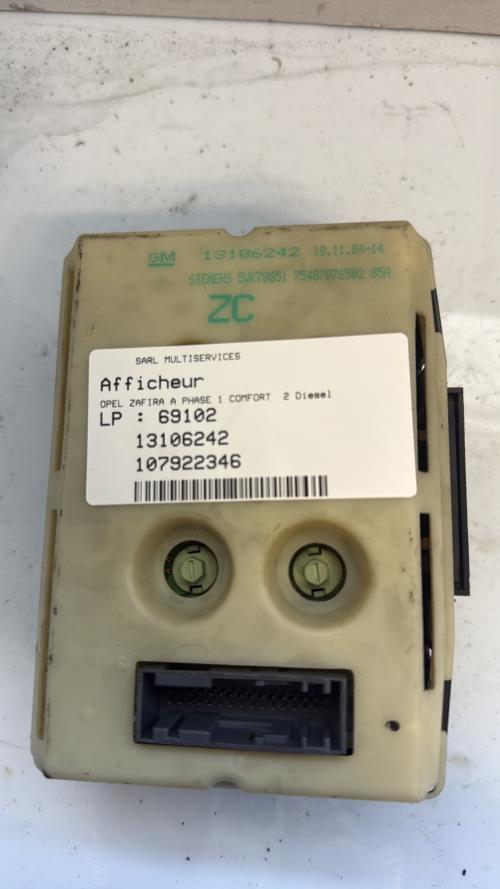 GM 13106242 18.11.04-14
SIEMENS 5WK70051 75407076502 05A
ZC
SARL MULTISERVICES
Afficheur
OPEL ZAFIRA A PHASE 1 COMFORT 2 Diesel
LP : 69102
13106242
107922346